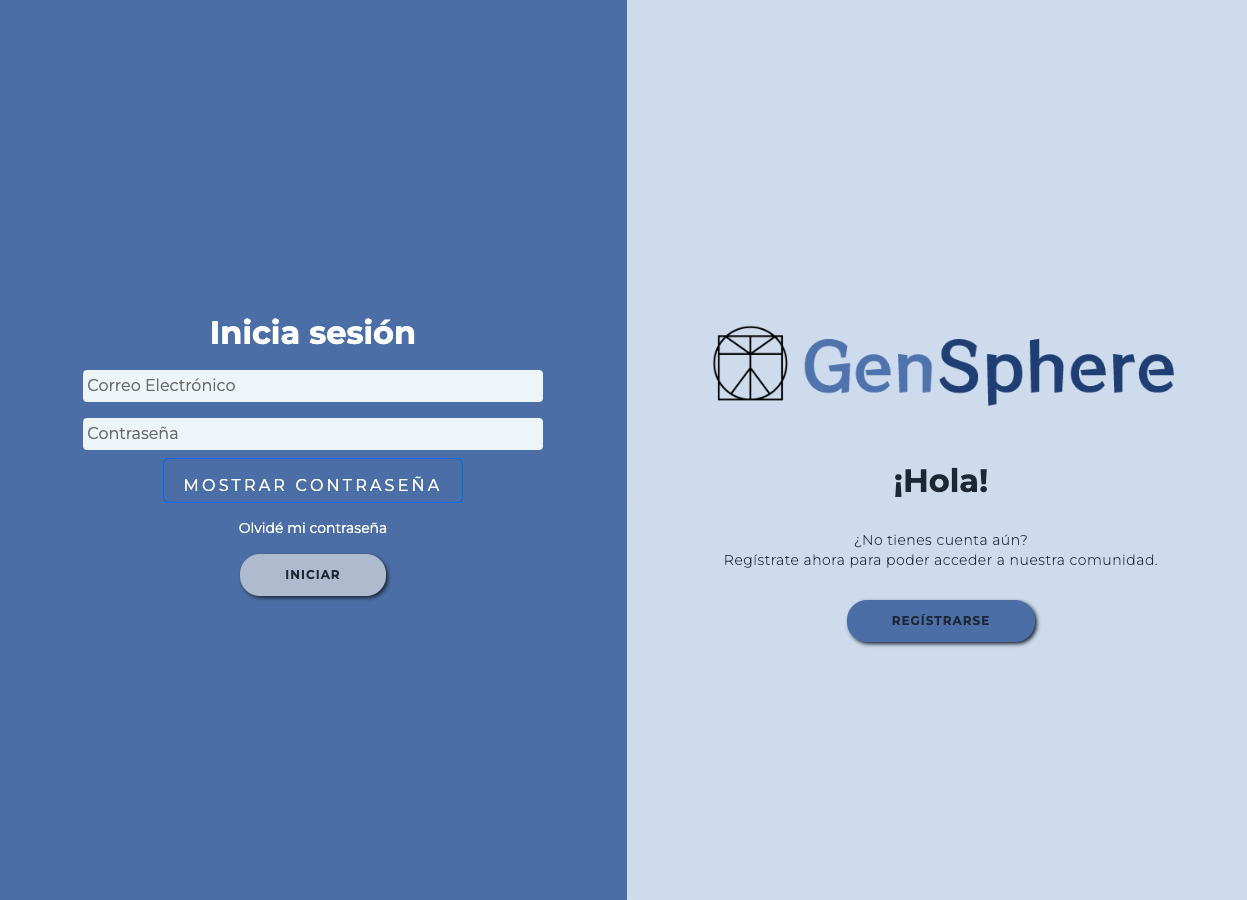 Inicia sesión
Correo Electrónico
Contraseña
MOSTRAR CONTRASEÑA
Olvidé mi contraseña
INICIAR
GenSphere
¡Hola!
¿No tienes cuenta aún?
Regístrate ahora para poder acceder a nuestra comunidad.
REGÍSTRARSE